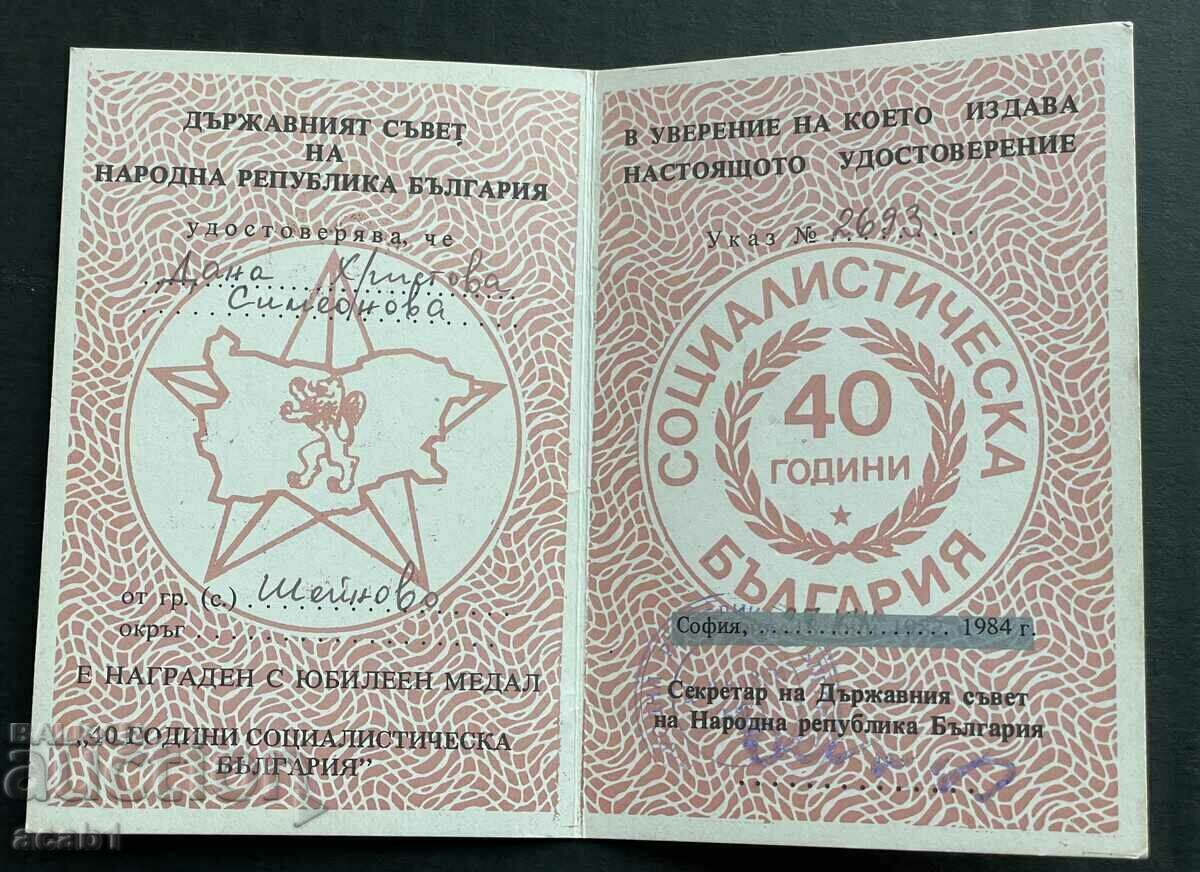 ДЪРЖАВНИЯТ СЪВЕТ
НА
НАРОДНА РЕПУБЛИКА БЪЛГАРИЯ
удостоверява, че
Дана Христова
Симеонова
от гр. (с.) Шейново
окръг
Е НАГРАДЕН С ЮБИЛЕЕН МЕДАЛ
„40 ГОДИНИ СОЦИАЛИСТИЧЕСКА
БЪЛГАРИЯ”
В УВЕРЕНИЕ НА КОЕТО ИЗДАВА
НАСТОЯЩОТО УДОСТОВЕРЕНИЕ
Указ № 2693
СОЦИАЛИСТИЧЕСКА
40
ГОДИНИ
БЪЛГАРИЯ
София, 1984 г.
Секретар на Държавния съвет
на Народна република България
auction
acab1